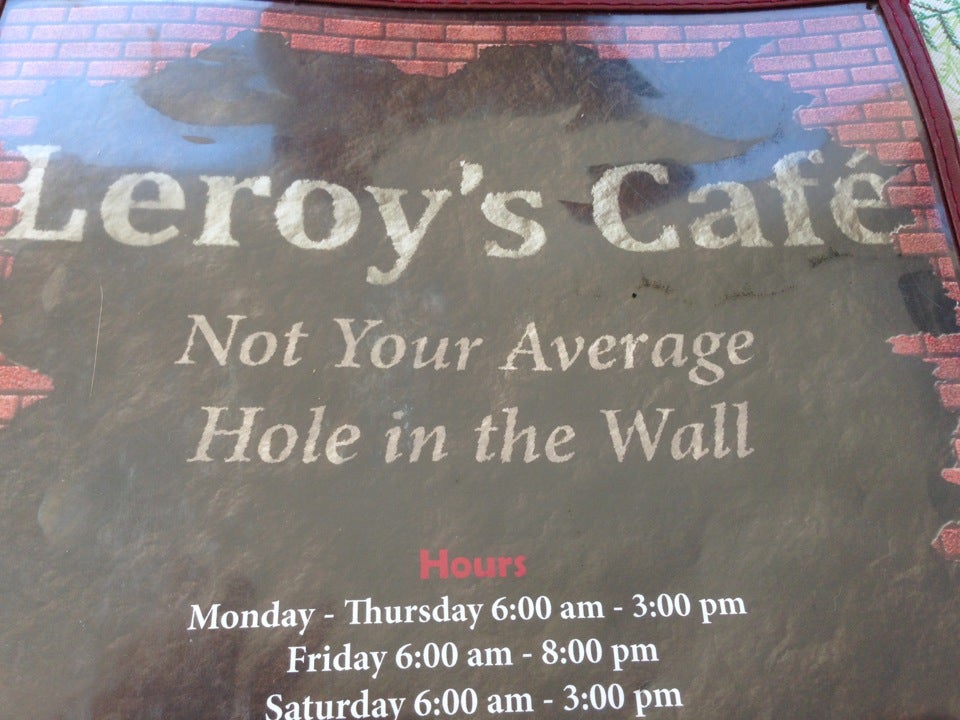 Leroy's Café
Not Your Average
Hole in the Wall
Hours
Monday - Thursday 6:00 am - 3:00 pm
Friday 6:00 am - 8:00 pm
Saturday 6:00 am - 3:00 pm